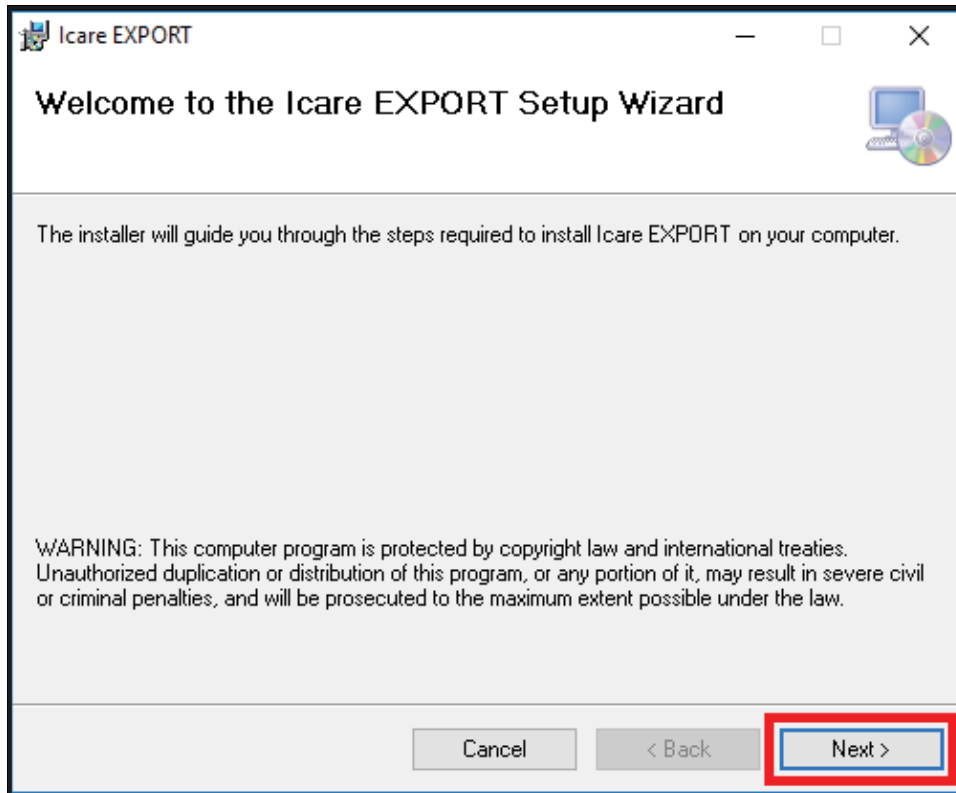 Icare EXPORT
Welcome to the Icare EXPORT Setup Wizard
The installer will guide you through the steps required to install Icare EXPORT on your computer.
WARNING: This computer program is protected by copyright law and international treaties.
Unauthorized duplication or distribution of this program, or any portion of it, may result in severe civil
or criminal penalties, and will be prosecuted to the maximum extent possible under the law.
Cancel
< Back
Next >